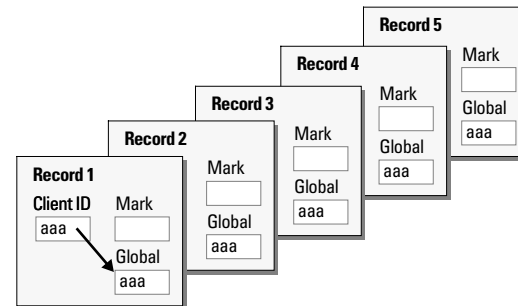 Record 5
Mark
Global
aaa
Record 4
Mark
Global
aaa
Record 3
Mark
Global
aaa
Record 2
Mark
Global
aaa
Record 1
Client ID Mark
aaa
Global
aaa